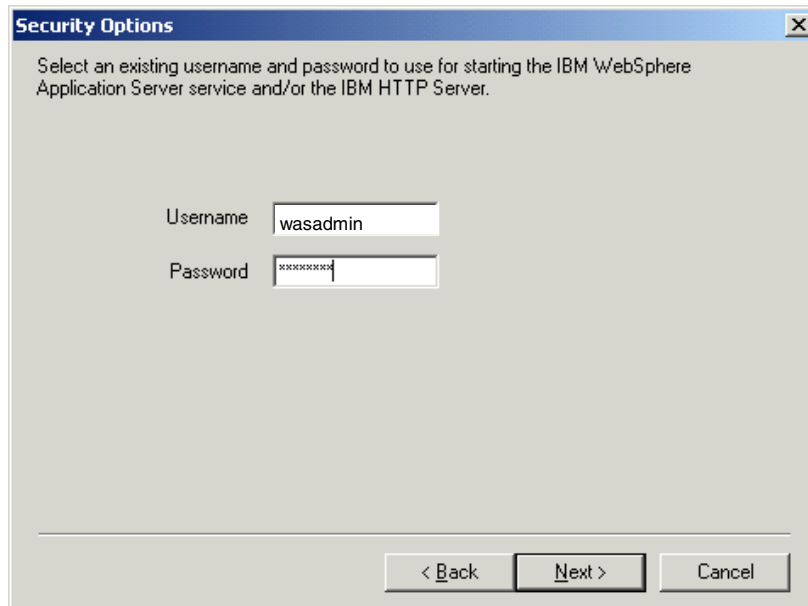 Security Options
Select an existing username and password to use for starting the IBM WebSphere
Application Server service and/or the IBM HTTP Server.
Username wasadmin
Password ********
< Back Next > Cancel